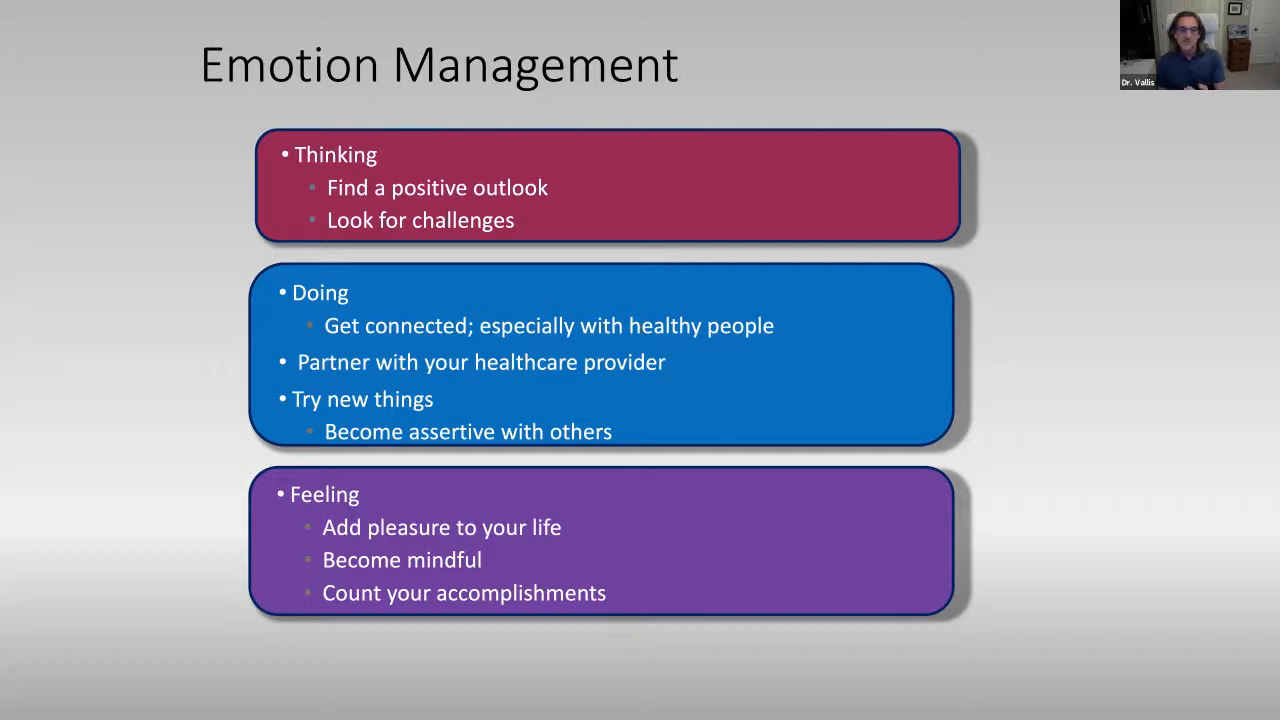 Emotion Management
Dr. Vallis
• Thinking
• Find a positive outlook
• Look for challenges
• Doing
• Get connected; especially with healthy people
• Partner with your healthcare provider
• Try new things
• Become assertive with others
• Feeling
• Add pleasure to your life
• Become mindful
• Count your accomplishments